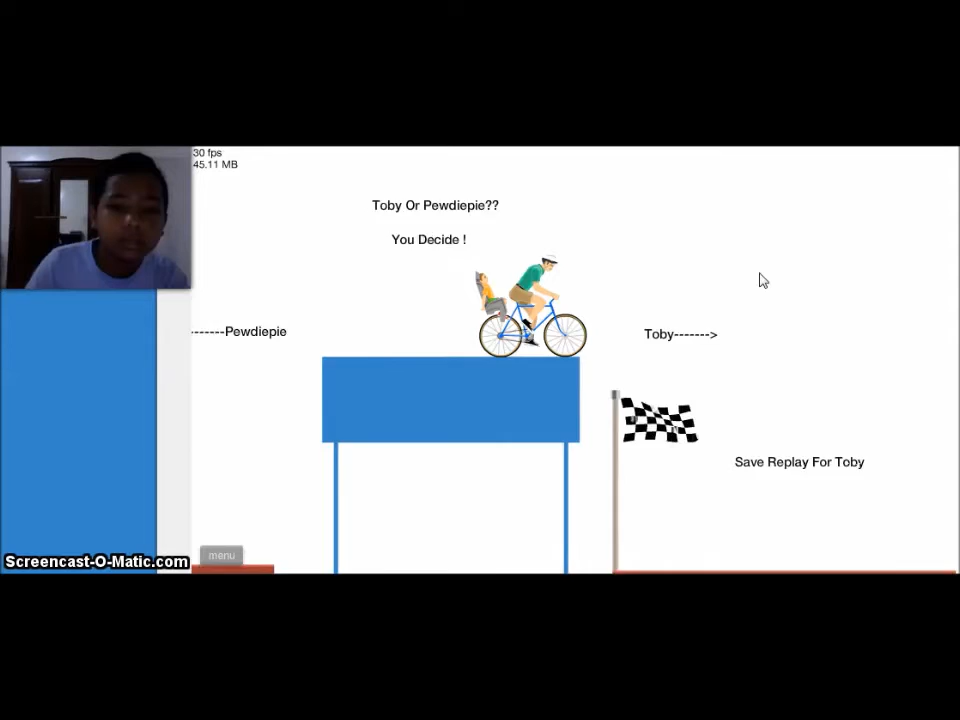 30 fps
45.11 MB
Toby Or Pewdiepie??
You Decide !
-------Pewdiepie
Toby------->
Save Replay For Toby
menu
Screencast-O-Matic.com